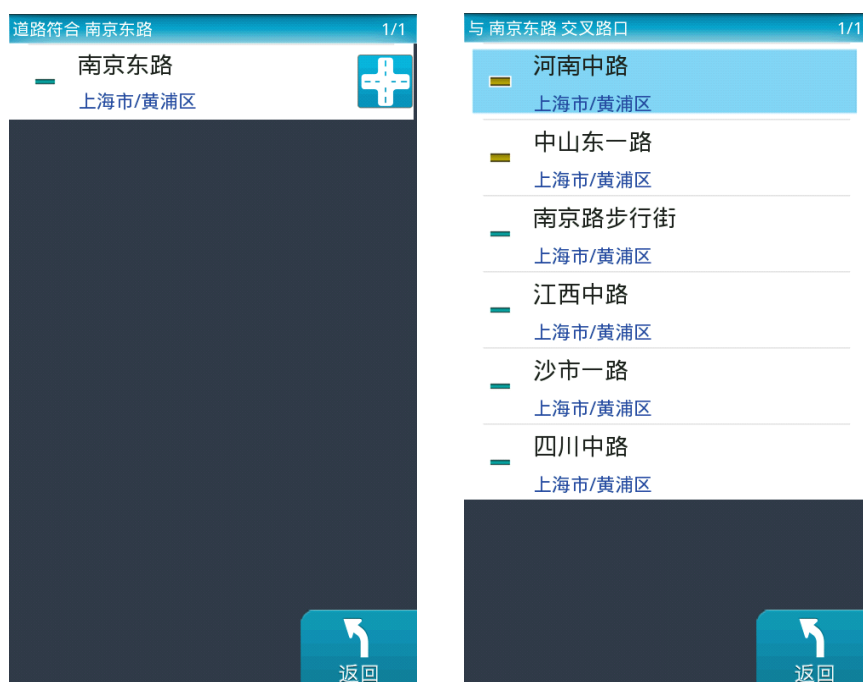 道路符合 南京东路 1/1
南京东路
上海市/黄浦区
返回
与 南京东路 交叉路口 1/1
河南中路
上海市/黄浦区
中山东一路
上海市/黄浦区
南京路步行街
上海市/黄浦区
江西中路
上海市/黄浦区
沙市一路
上海市/黄浦区
四川中路
上海市/黄浦区
返回